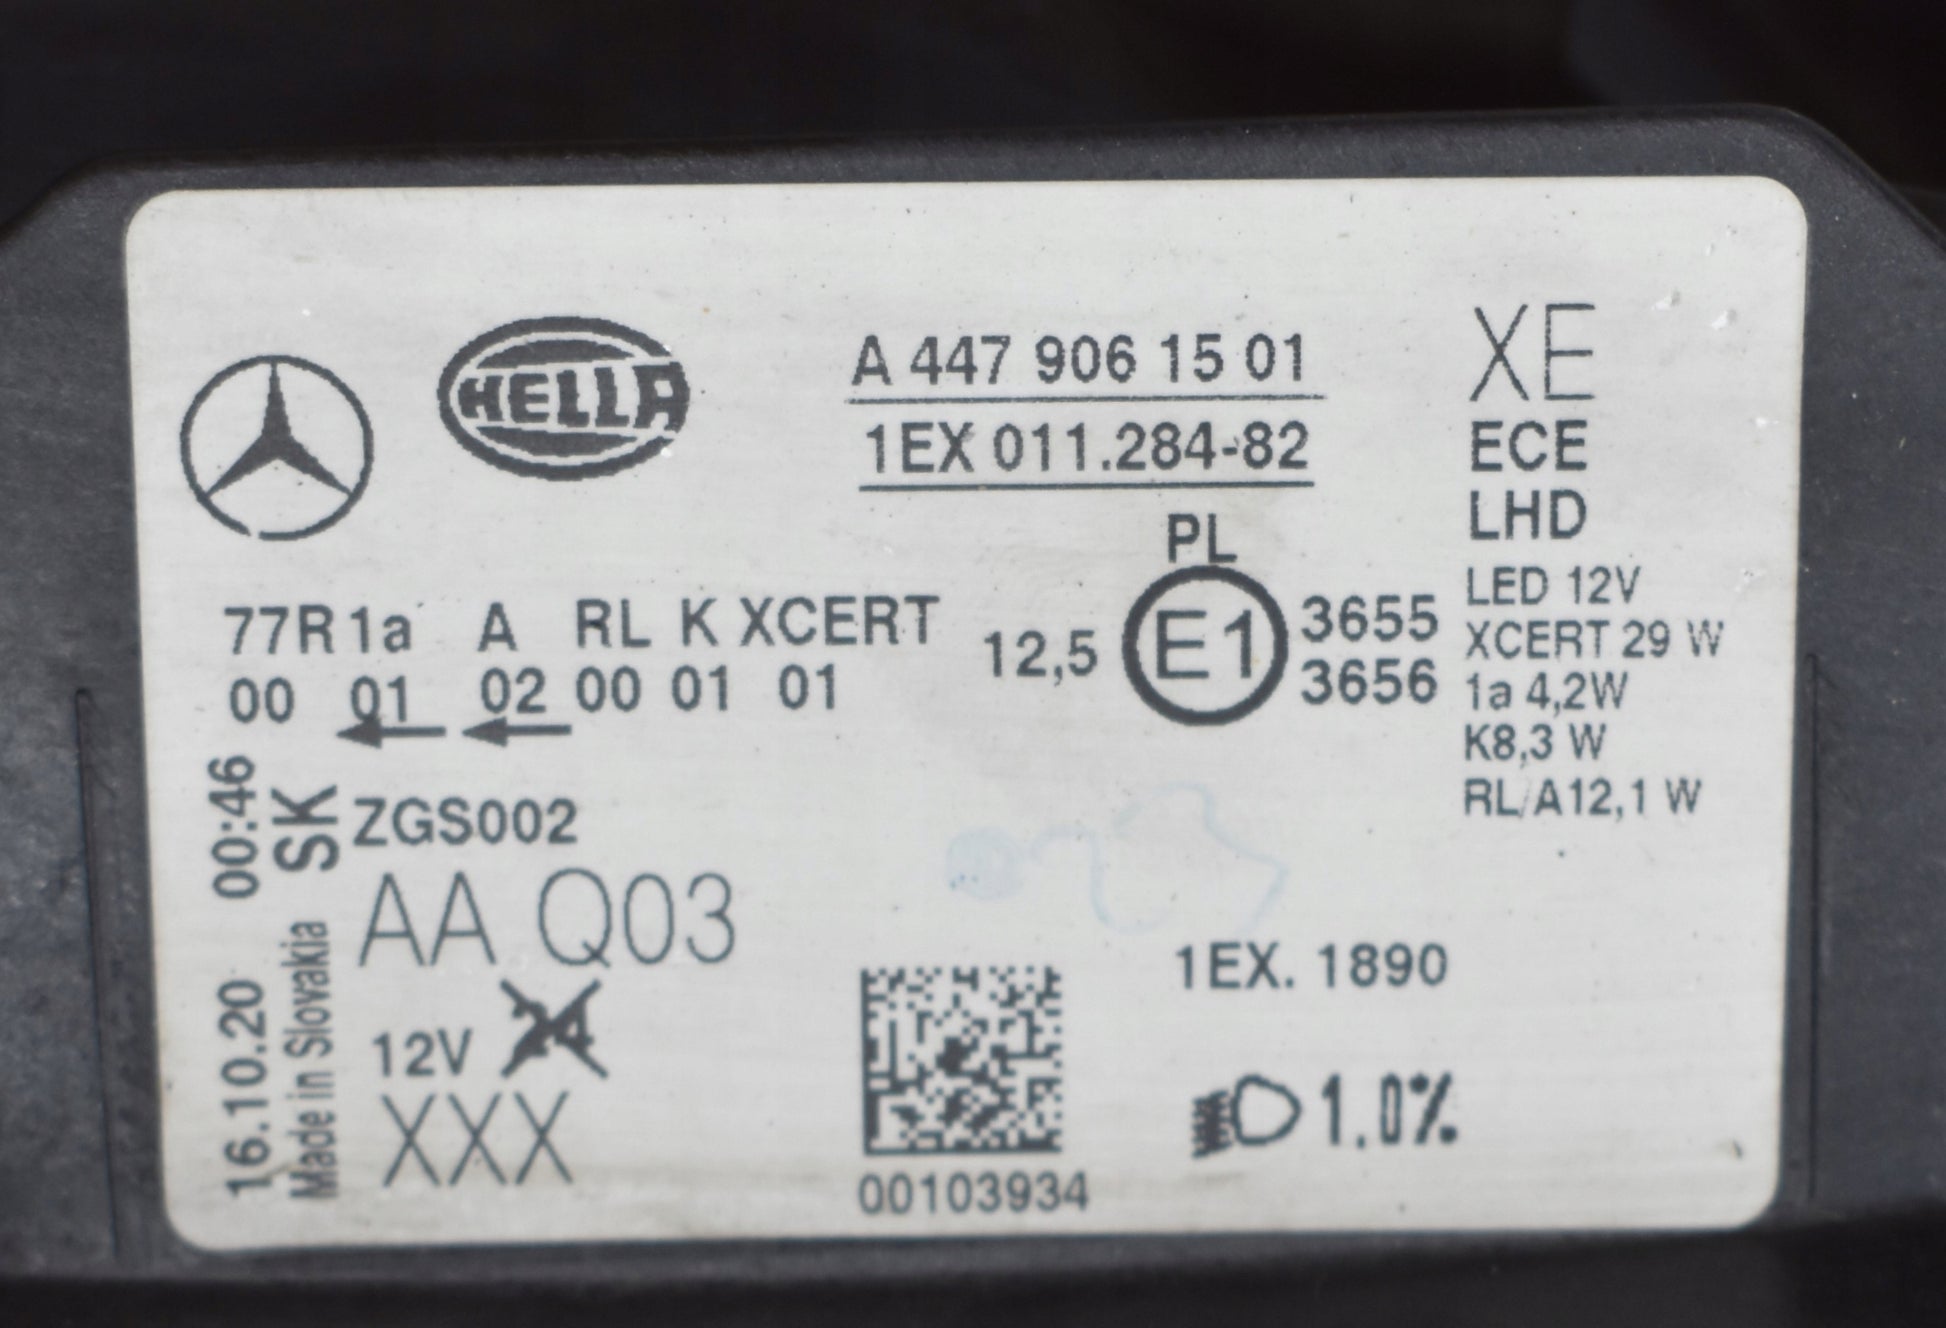 HELLA
A 447 906 15 01
1EX 011.284-82
XE
ECE
LHD
PL
77R 1a A RL K XCERT
00 01 02 00 01 01
12,5 E1 3655
3656
LED 12V
XCERT 29 W
1a 4,2W
K8,3 W
RL/A12,1 W
16.10.20 00:46
Made in Slovakia SK
ZGS002
AA Q03
12V 24
XXX
00103934
1EX. 1890
1.0%